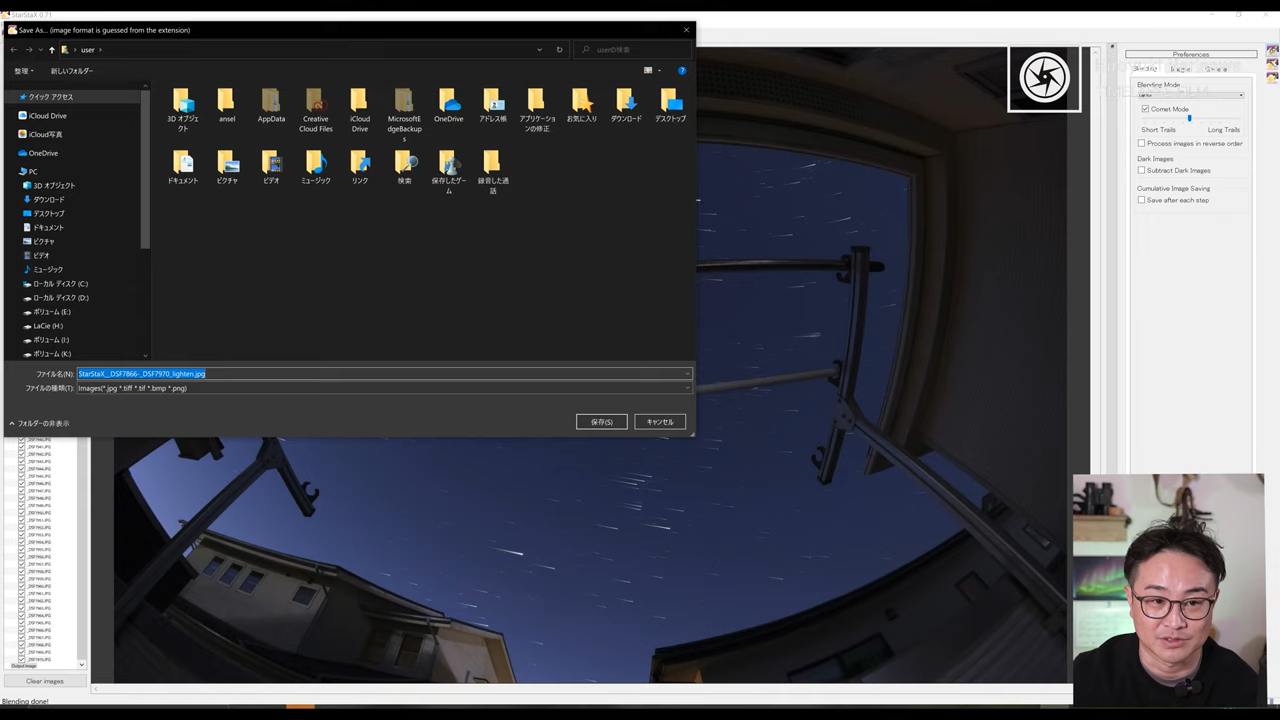 StarStaX 0.71
Save As... (image format is guessed from the extension)
user
userの検索
整理
新しいフォルダー
クイック アクセス
iCloud Drive
iCloud写真
OneDrive
PC
3D オブジェクト
ダウンロード
デスクトップ
ドキュメント
ピクチャ
ビデオ
ミュージック
ローカル ディスク (C:)
ローカル ディスク (D:)
ボリューム (E:)
LaCie (H:)
ボリューム (I:)
ボリューム (K:)
3D オブジェ
クト
ansel
AppData
Creative
Cloud Files
iCloud
Drive
MicrosoftE
dgeBackup
s
OneDrive
アドレス帳
アプリケーショ
ンの修正
お気に入り
ダウンロード
デスクトップ
ドキュメント
ピクチャ
ビデオ
ミュージック
リンク
検索
保存したゲー
ム
録音した通
話
ファイル名(N):
StarStaX__DSF7866-_DSF7970_lighten.jpg
ファイルの種類(T):
Images(*.jpg *.tiff *.tif *.bmp *.png)
フォルダーの非表示
保存(S)
キャンセル
Preferences
Blending Mode
Comet Mode
Short Trails
Long Trails
Process images in reverse order
Dark Images
Subtract Dark Images
Cumulative Image Saving
Save after each step
Output Image
Clear images
Blending done!